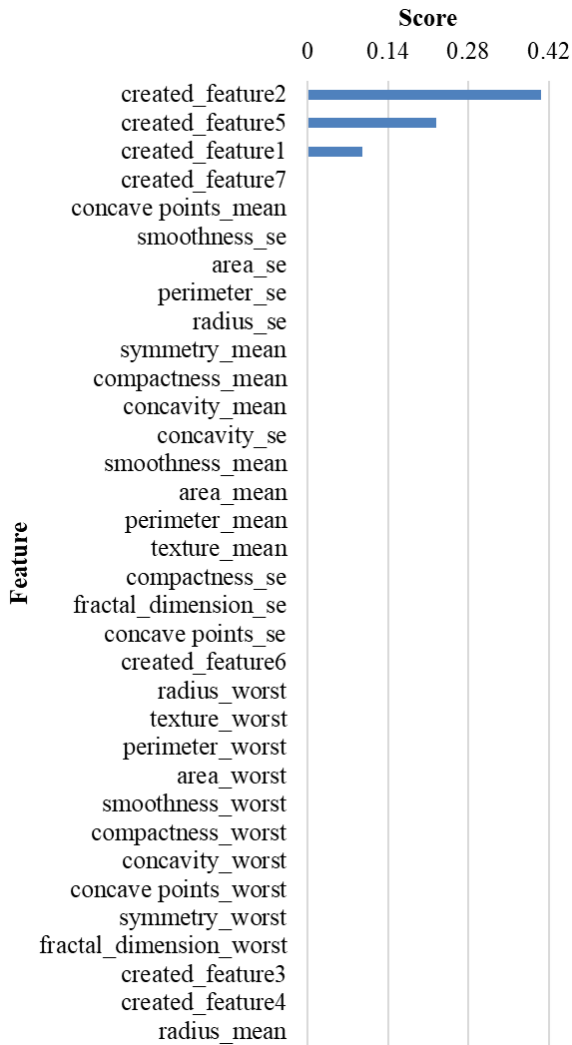 Score
0 0.14 0.28 0.42
created_feature2
created_feature5
created_feature1
created_feature7
concave points_mean
smoothness_se
area_se
perimeter_se
radius_se
symmetry_mean
compactness_mean
concavity_mean
concavity_se
smoothness_mean
area_mean
perimeter_mean
texture_mean
compactness_se
fractal_dimension_se
concave points_se
created_feature6
radius_worst
texture_worst
perimeter_worst
area_worst
smoothness_worst
compactness_worst
concavity_worst
concave points_worst
symmetry_worst
fractal_dimension_worst
created_feature3
created_feature4
radius_mean
Feature